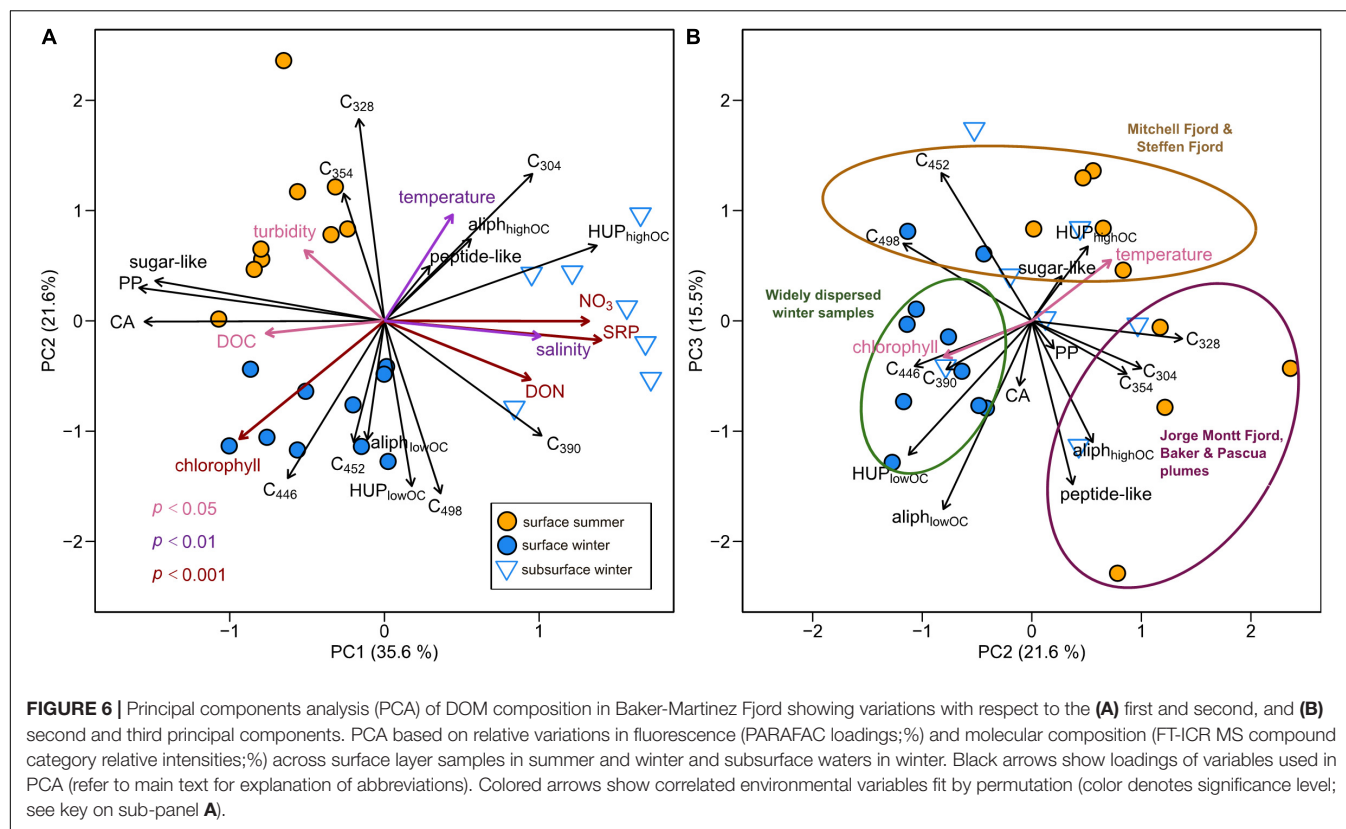 A
2
1
0
−1
−2
PC2 (21.6%)
−1
0
1
PC1 (35.6 %)
C328
C354
C304
temperature
aliphhighOC
HUPhighOC
peptide-like
turbidity
sugar-like
PP
CA
DOC
NO3
SRP
salinity
DON
C390
chlorophyll
C446
C452
aliphlowOC
HUPlowOC
C498
p < 0.05
p < 0.01
p < 0.001
surface summer
surface winter
subsurface winter
B
2
1
0
−1
−2
PC3 (15.5%)
−2
−1
0
1
2
PC2 (21.6 %)
Mitchell Fjord &
Steffen Fjord
C452
C498
HUPhighOC
sugar-like
temperature
Widely dispersed
winter samples
chlorophyll
C446
C390
PP
CA
C328
C304
C354
HUPlowOC
aliphlowOC
aliphhighOC
peptide-like
Jorge Montt Fjord,
Baker & Pascua
plumes
FIGURE 6 | Principal components analysis (PCA) of DOM composition in Baker-Martinez Fjord showing variations with respect to the (A) first and second, and (B)
second and third principal components. PCA based on relative variations in fluorescence (PARAFAC loadings;%) and molecular composition (FT-ICR MS compound
category relative intensities;%) across surface layer samples in summer and winter and subsurface waters in winter. Black arrows show loadings of variables used in
PCA (refer to main text for explanation of abbreviations). Colored arrows show correlated environmental variables fit by permutation (color denotes significance level;
see key on sub-panel A).